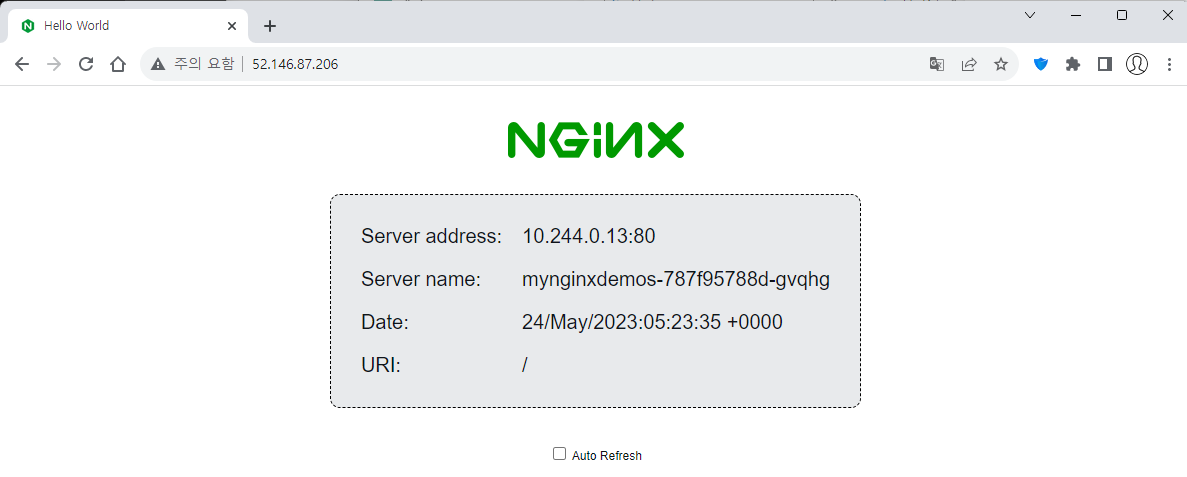 Hello World
주의 요함 | 52.146.87.206
NGINX
Server address: 10.244.0.13:80
Server name: mynginxdemos-787f95788d-gvqhg
Date: 24/May/2023:05:23:35 +0000
URI: /
Auto Refresh